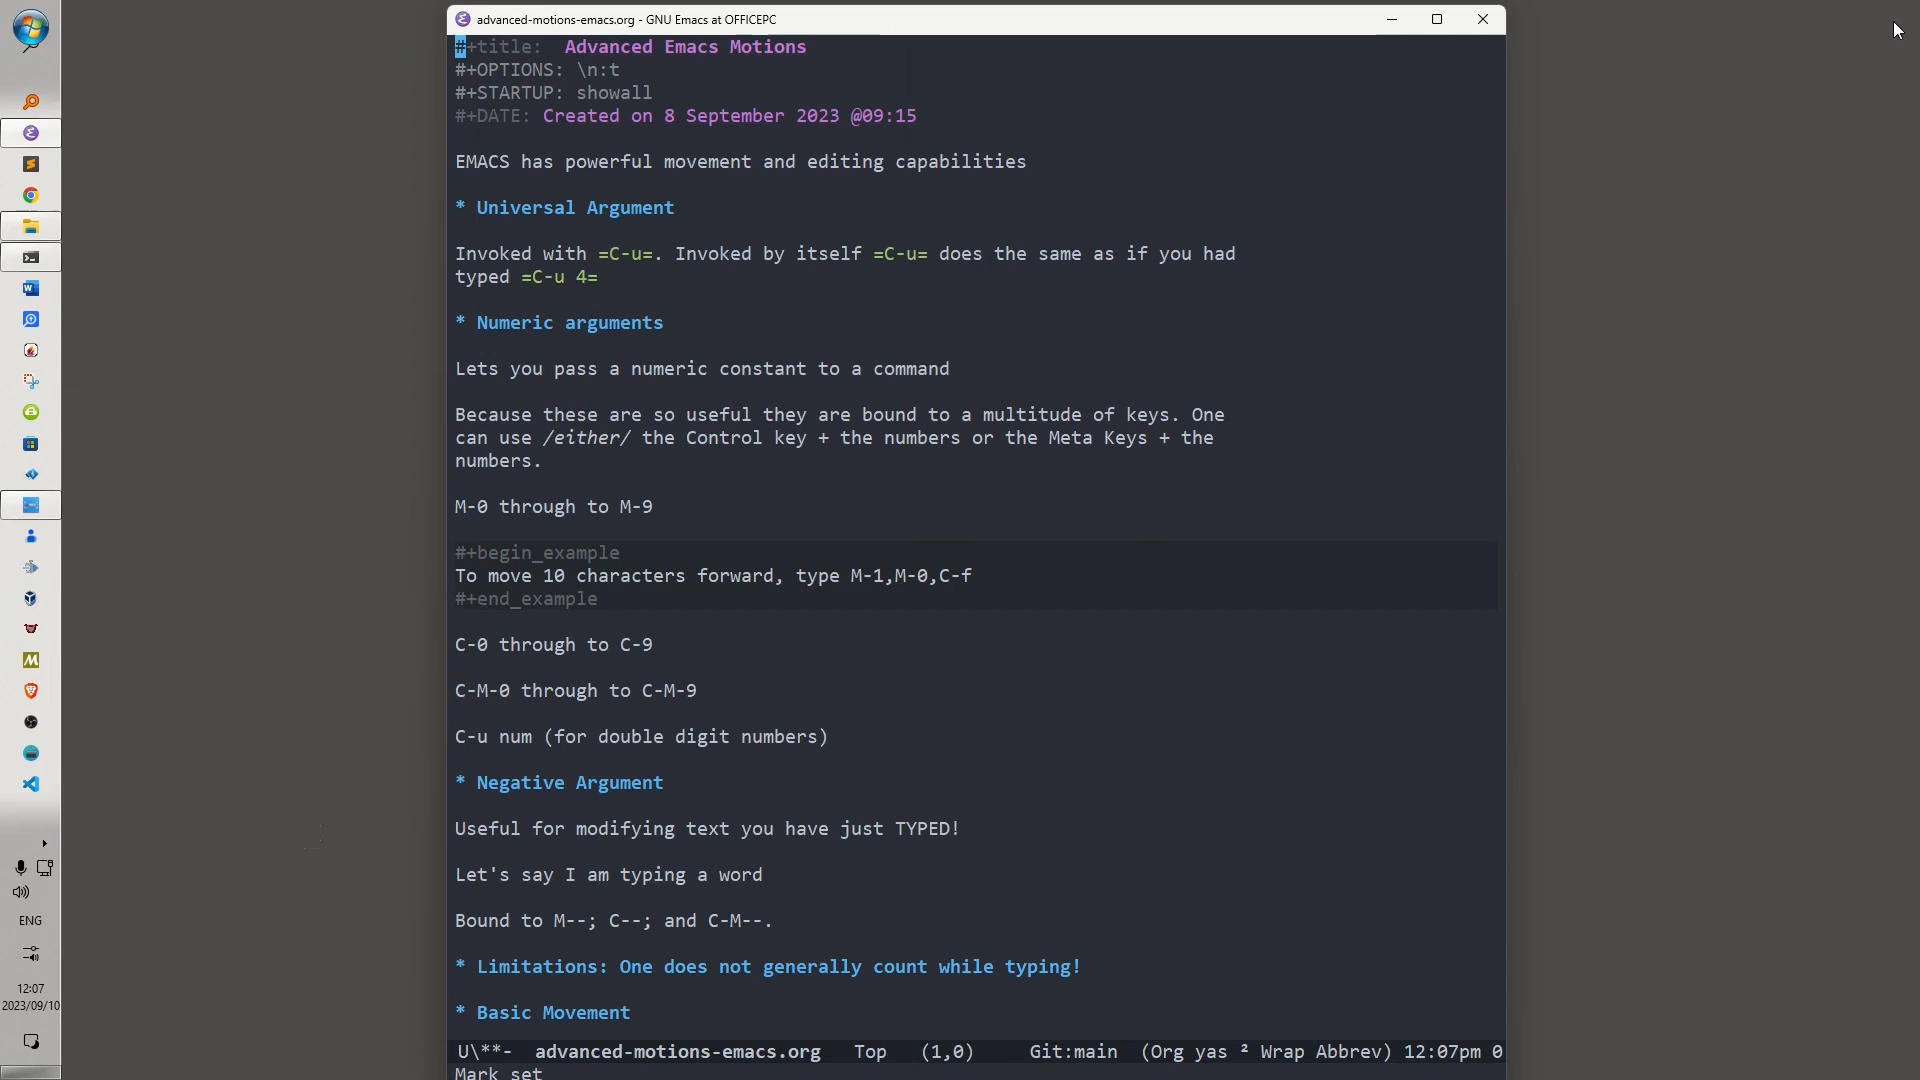 advanced-motions-emacs.org - GNU Emacs at OFFICEPC
#+title:  Advanced Emacs Motions
#+OPTIONS: \n:t
#+STARTUP: showall
#+DATE: Created on 8 September 2023 @09:15
EMACS has powerful movement and editing capabilities
* Universal Argument
Invoked with =C-u=. Invoked by itself =C-u= does the same as if you had
typed =C-u 4=
* Numeric arguments
Lets you pass a numeric constant to a command
Because these are so useful they are bound to a multitude of keys. One
can use /either/ the Control key + the numbers or the Meta Keys + the
numbers.
M-0 through to M-9
#+begin_example
To move 10 characters forward, type M-1,M-0,C-f
#+end_example
C-0 through to C-9
C-M-0 through to C-M-9
C-u num (for double digit numbers)
* Negative Argument
Useful for modifying text you have just TYPED!
Let's say I am typing a word
Bound to M--; C--; and C-M--.
* Limitations: One does not generally count while typing!
* Basic Movement
U\**-  advanced-motions-emacs.org   Top   (1,0)     Git:main  (Org yas ² Wrap Abbrev) 12:07pm 0
Mark set
ENG
12:07
2023/09/10